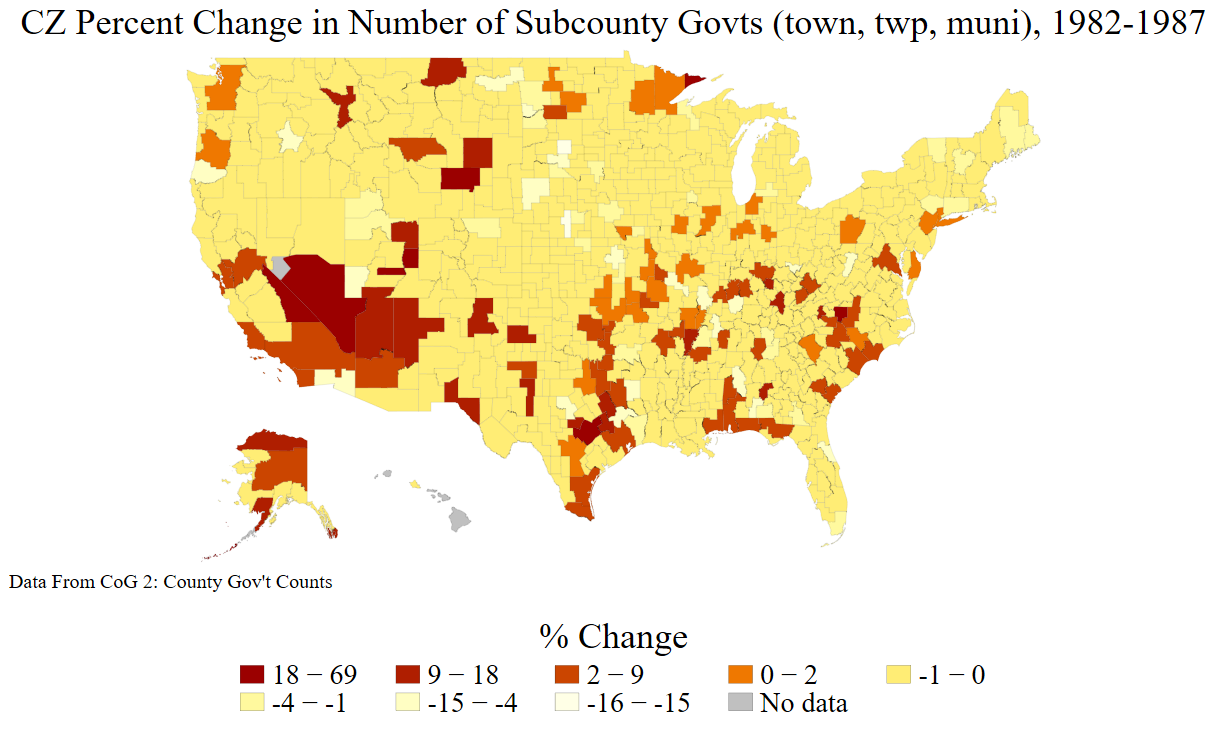 CZ Percent Change in Number of Subcounty Govts (town, twp, muni), 1982-1987
Data From CoG 2: County Gov't Counts
% Change
18 − 69 9 − 18 2 − 9 0 − 2 -1 − 0
-4 − -1 -15 − -4 -16 − -15 No data